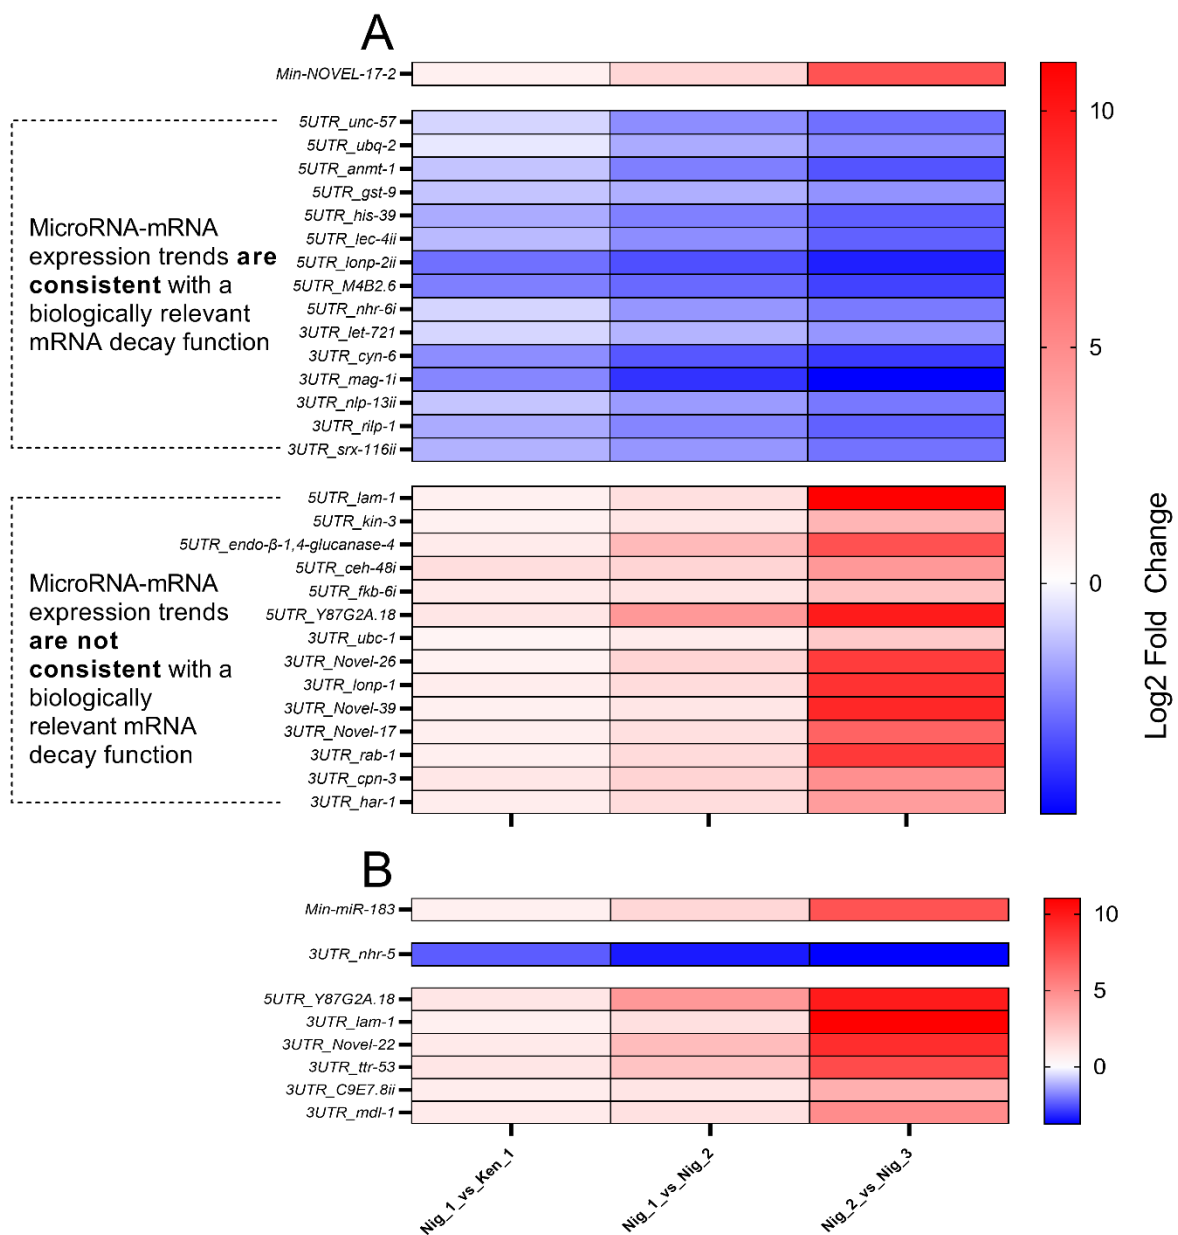 A
Min-NOVEL-17-2
5UTR_unc-57
5UTR_ubq-2
5UTR_anmt-1
5UTR_gst-9
5UTR_his-39
5UTR_lec-4ii
5UTR_lonp-2ii
5UTR_M4B2.6
5UTR_nhr-6i
3UTR_let-721
3UTR_cyn-6
3UTR_mag-1i
3UTR_nlp-13ii
3UTR_rilp-1
3UTR_srx-116ii
MicroRNA-mRNA
expression trends are
consistent with a
biologically relevant
mRNA decay function
5UTR_lam-1
5UTR_kin-3
5UTR_endo-β-1,4-glucanase-4
5UTR_ceh-48i
5UTR_fkb-6i
5UTR_Y87G2A.18
3UTR_ubc-1
3UTR_Novel-26
3UTR_lonp-1
3UTR_Novel-39
3UTR_Novel-17
3UTR_rab-1
3UTR_cpn-3
3UTR_har-1
MicroRNA-mRNA
expression trends
are not
consistent with a
biologically
relevant mRNA
decay function
10
5
0
Log2 Fold Change
B
Min-miR-183
3UTR_nhr-5
5UTR_Y87G2A.18
3UTR_lam-1
3UTR_Novel-22
3UTR_ttr-53
3UTR_C9E7.8ii
3UTR_mdl-1
10
5
0
Nig_1_vs_Ken_1
Nig_1_vs_Nig_2
Nig_2_vs_Nig_3